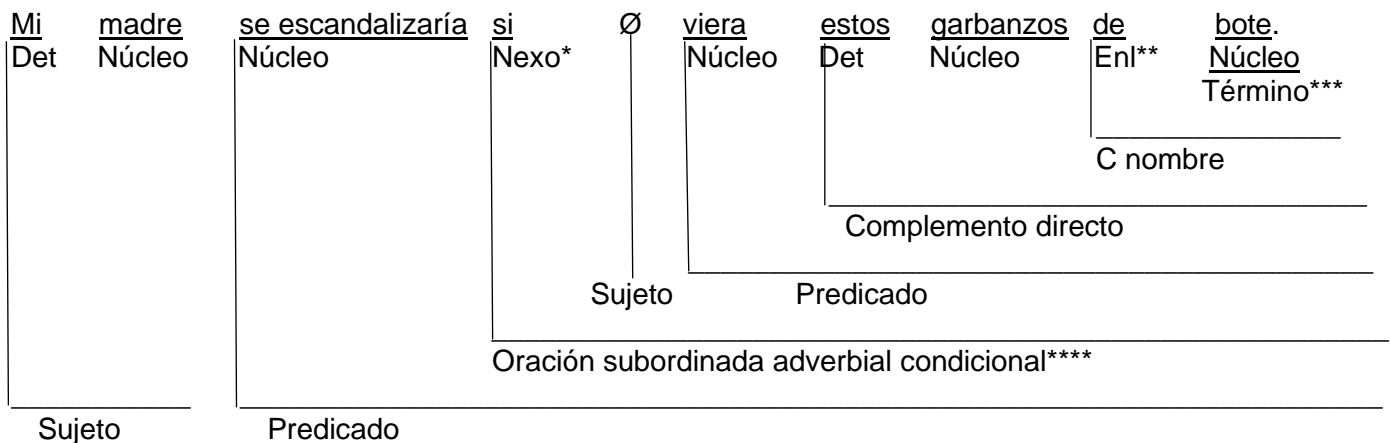 Mi madre se escandalizaría si Ø viera estos garbanzos de bote.
Det Núcleo Núcleo Nexo* Núcleo Det Núcleo Enl** Núcleo
Término***
C nombre
Complemento directo
Sujeto Predicado
Oración subordinada adverbial condicional****
Sujeto Predicado